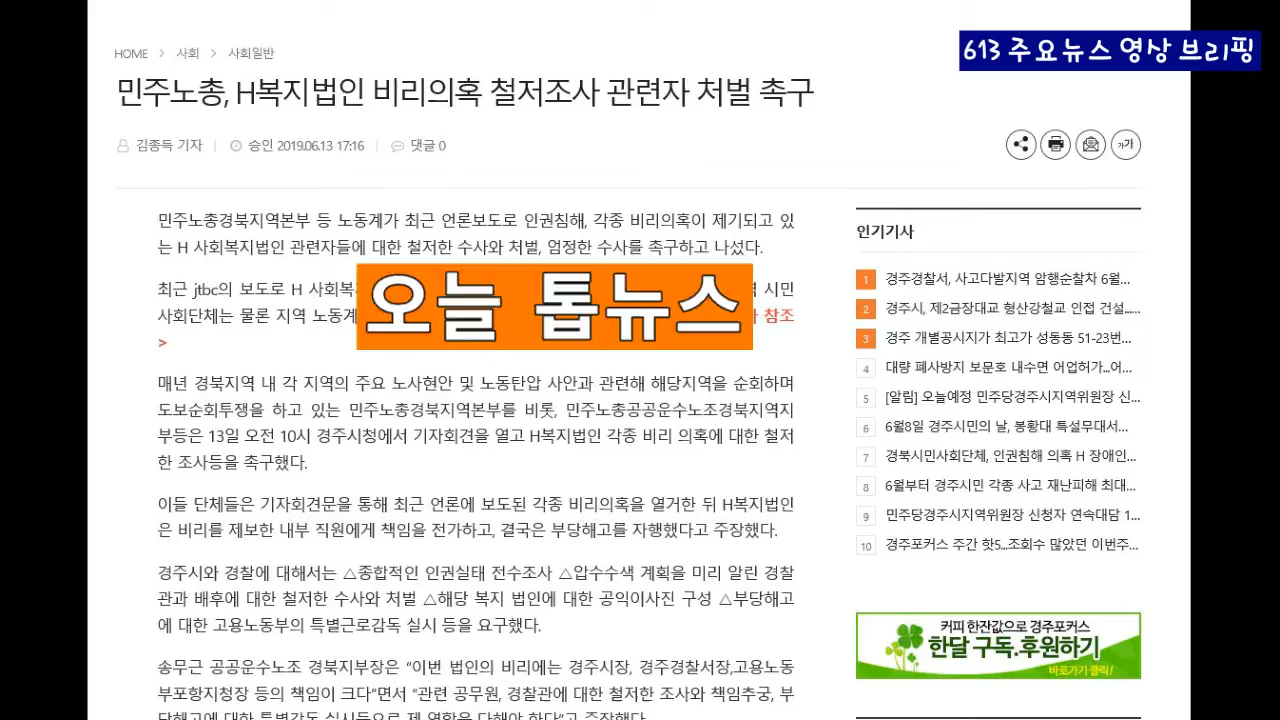 613 주요뉴스 영상 브리핑
HOME > 사회 > 사회일반
민주노총, H복지법인 비리의혹 철저조사 관련자 처벌 촉구
김종득 기자 | 승인 2019.06.13 17:16 | 댓글 0
가가
민주노총경북지역본부 등 노동계가 최근 언론보도로 인권침해, 각종 비리의혹이 제기되고 있
는 H 사회복지법인 관련자들에 대한 철저한 수사와 처벌, 엄정한 수사를 촉구하고 나섰다.
최근 jtbc의 보도로 H 사회복 시민
사회단체는 물론 지역 노동계 참조
>
오늘 톱뉴스
매년 경북지역 내 각 지역의 주요 노사현안 및 노동탄압 사안과 관련해 해당지역을 순회하며
도보순회투쟁을 하고 있는 민주노총경북지역본부를 비롯, 민주노총공공운수노조경북지역지
부등은 13일 오전 10시 경주시청에서 기자회견을 열고 H복지법인 각종 비리 의혹에 대한 철저
한 조사등을 촉구했다.
이들 단체들은 기자회견문을 통해 최근 언론에 보도된 각종 비리의혹을 열거한 뒤 H복지법인
은 비리를 제보한 내부 직원에게 책임을 전가하고, 결국은 부당해고를 자행했다고 주장했다.
경주시와 경찰에 대해서는 △종합적인 인권실태 전수조사 △압수수색 계획을 미리 알린 경찰
관과 배후에 대한 철저한 수사와 처벌 △해당 복지 법인에 대한 공익이사진 구성 △부당해고
에 대한 고용노동부의 특별근로감독 실시 등을 요구했다.
송무근 공공운수노조 경북지부장은 “이번 법인의 비리에는 경주시장, 경주경찰서장,고용노동
부포항지청장 등의 책임이 크다”면서 “관련 공무원, 경찰관에 대한 철저한 조사와 책임추궁, 부
당해고에 대한 특별감독 실시등으로 제 역할을 다해야 한다”고 주장했다.
인기기사
1 경주경찰서, 사고다발지역 암행순찰차 6월...
2 경주시, 제2금장대교 형산강철교 인접 건설......
3 경주 개별공시지가 최고가 성동동 51-23번...
4 대량 폐사방지 보문호 내수면 어업허가...어...
5 [알림] 오늘예정 민주당경주시지역위원장 신...
6 6월8일 경주시민의 날, 봉황대 특설무대서...
7 경북시민사회단체, 인권침해 의혹 H 장애인...
8 6월부터 경주시민 각종 사고 재난피해 최대...
9 민주당경주시지역위원장 신청자 연속대담 1...
10 경주포커스 주간 핫5...조회수 많았던 이번주...
커피 한잔값으로 경주포커스
한달 구독.후원하기
바로가기 클릭!